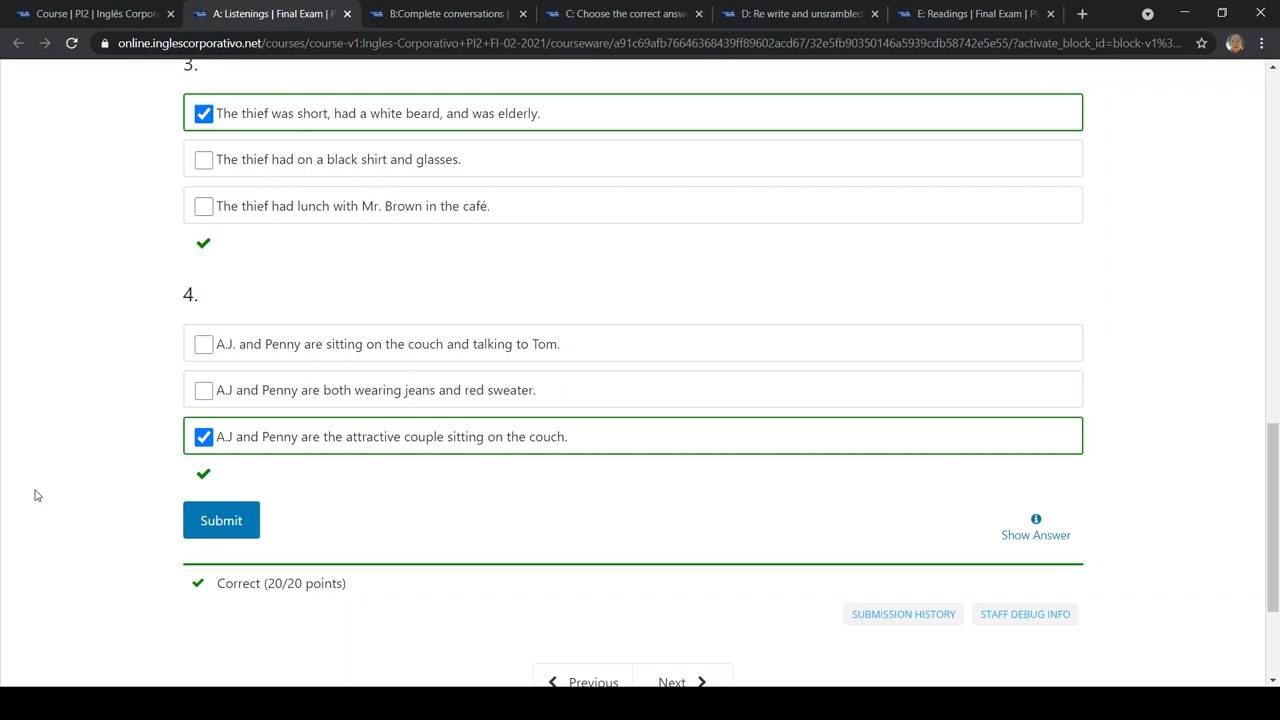 Course | PI2 | Inglés Corpora
A: Listenings | Final Exam | P
B:Complete conversations |
C: Choose the correct answe
D: Re write and unsrambled
E: Readings | Final Exam | PI
online.inglescorporativo.net/courses/course-v1:Ingles-Corporativo+PI2+FI-02-2021/courseware/a91c69afb76646368439ff89602acd67/32e5fb90350146a5939cdb58742e5e55/?activate_block_id=block-v1%3...
3.
The thief was short, had a white beard, and was elderly.
The thief had on a black shirt and glasses.
The thief had lunch with Mr. Brown in the café.
4.
A.J. and Penny are sitting on the couch and talking to Tom.
A.J and Penny are both wearing jeans and red sweater.
A.J and Penny are the attractive couple sitting on the couch.
Submit
Show Answer
Correct (20/20 points)
SUBMISSION HISTORY
STAFF DEBUG INFO
Previous
Next